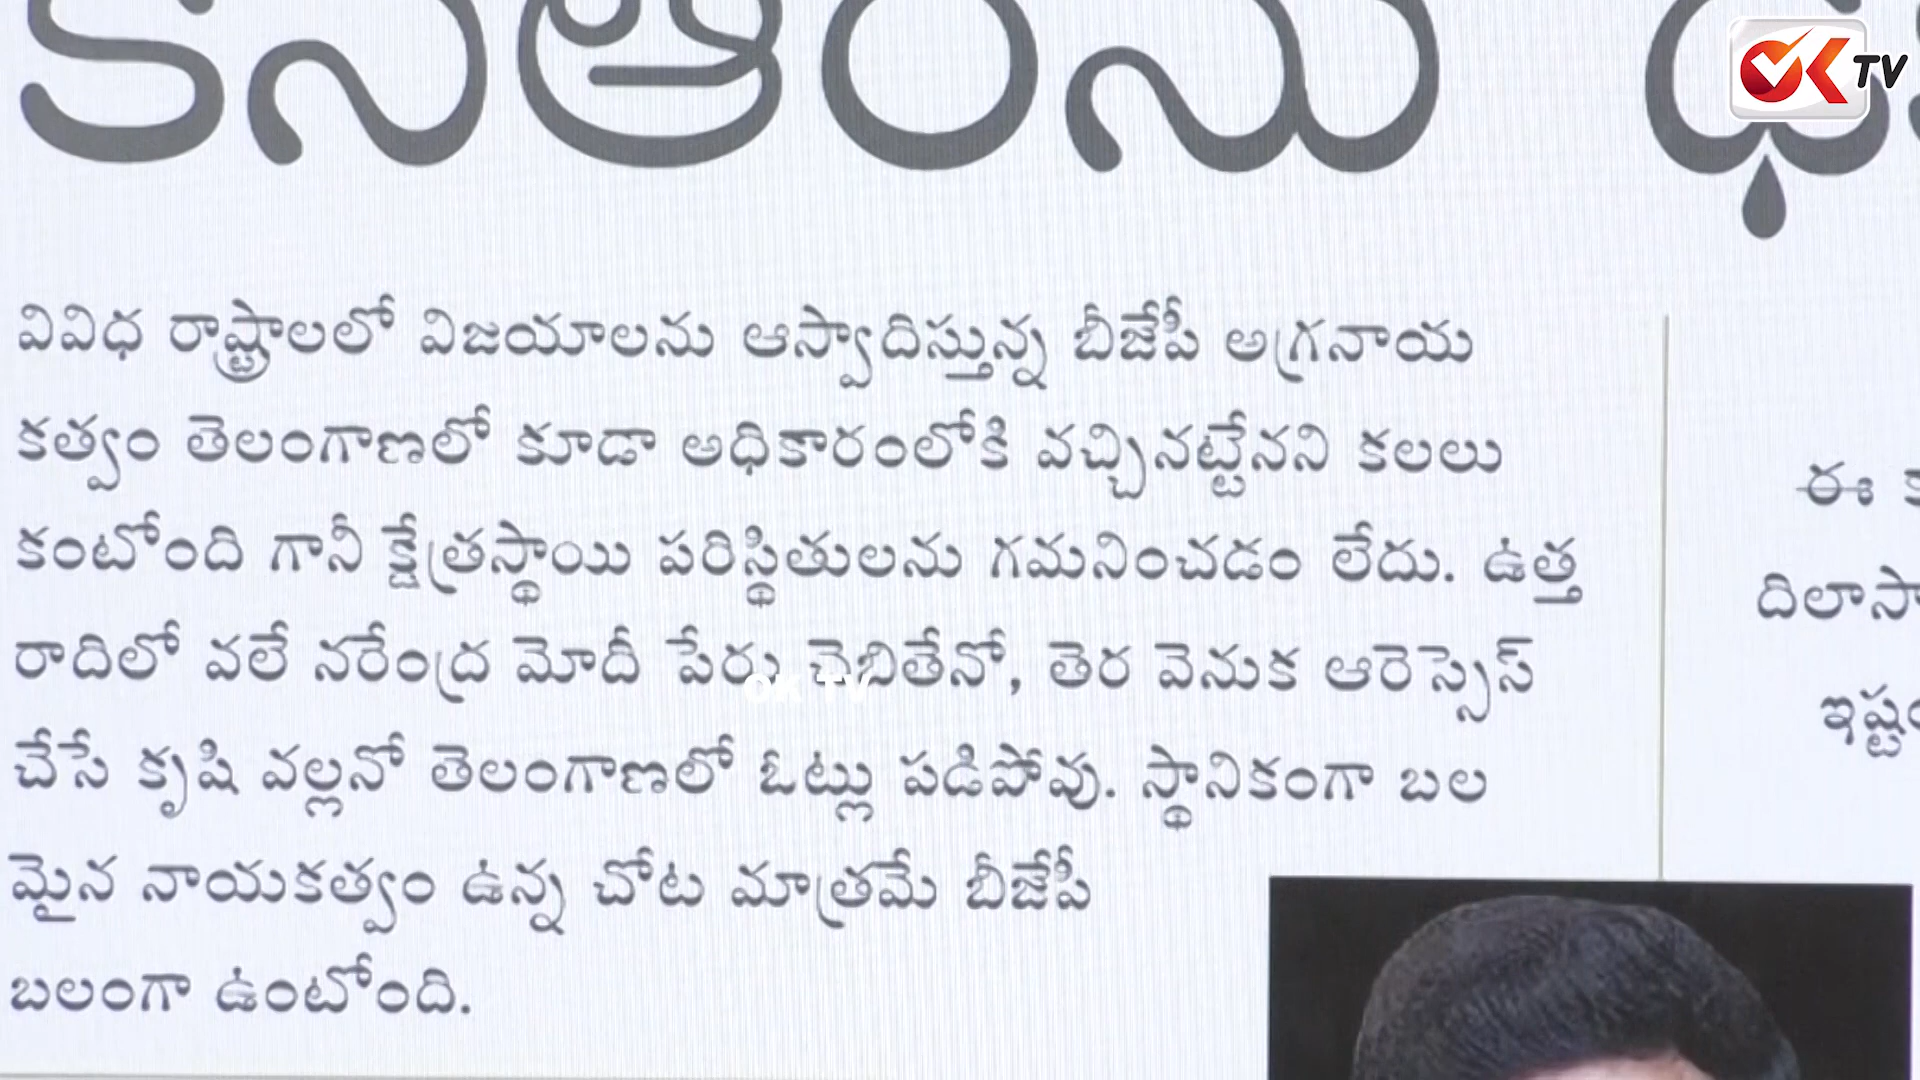 OK TV
వివిధ రాష్ట్రాలలో విజయాలను ఆస్వాదిస్తున్న బీజేపీ అగ్రనాయ
కత్వం తెలంగాణలో కూడా అధికారంలోకి వచ్చినట్టేనని కలలు
కంటోంది గానీ క్షేత్రస్థాయి పరిస్థితులను గమనించడం లేదు. ఉత్త
రాదిలో వలే నరేంద్ర మోదీ పేరు చెబితేనో, తెర వెనుక ఆరెస్సెస్
OK TV
చేసే కృషి వల్లనో తెలంగాణలో ఓట్లు పడిపోవు. స్థానికంగా బల
మైన నాయకత్వం ఉన్న చోట మాత్రమే బీజేపీ
బలంగా ఉంటోంది.
ఈ